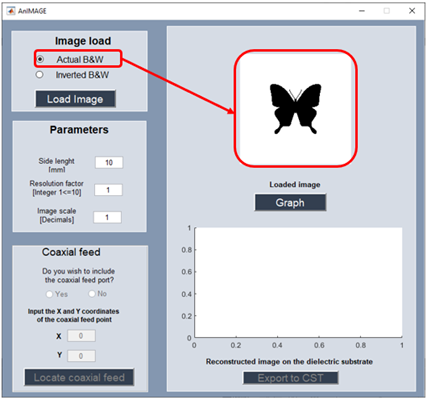 AnIMAGE
Image load
Actual B&W
Inverted B&W
Load Image
Parameters
Side lenght
[mm]
10
Resolution factor
[Integer 1<=10]
1
Image scale
[Decimals]
1
Coaxial feed
Do you wish to include
the coaxial feed port?
Yes
No
Input the X and Y coordinates
of the coaxial feed point
X
0
Y
0
Locate coaxial feed
Loaded image
Graph
1
0.8
0.6
0.4
0.2
0
0 0.2 0.4 0.6 0.8 1
Reconstructed image on the dielectric substrate
Export to CST